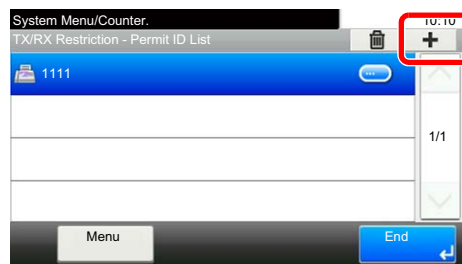 System Menu/Counter. 10:10
TX/RX Restriction - Permit ID List
1111
1/1
Menu End